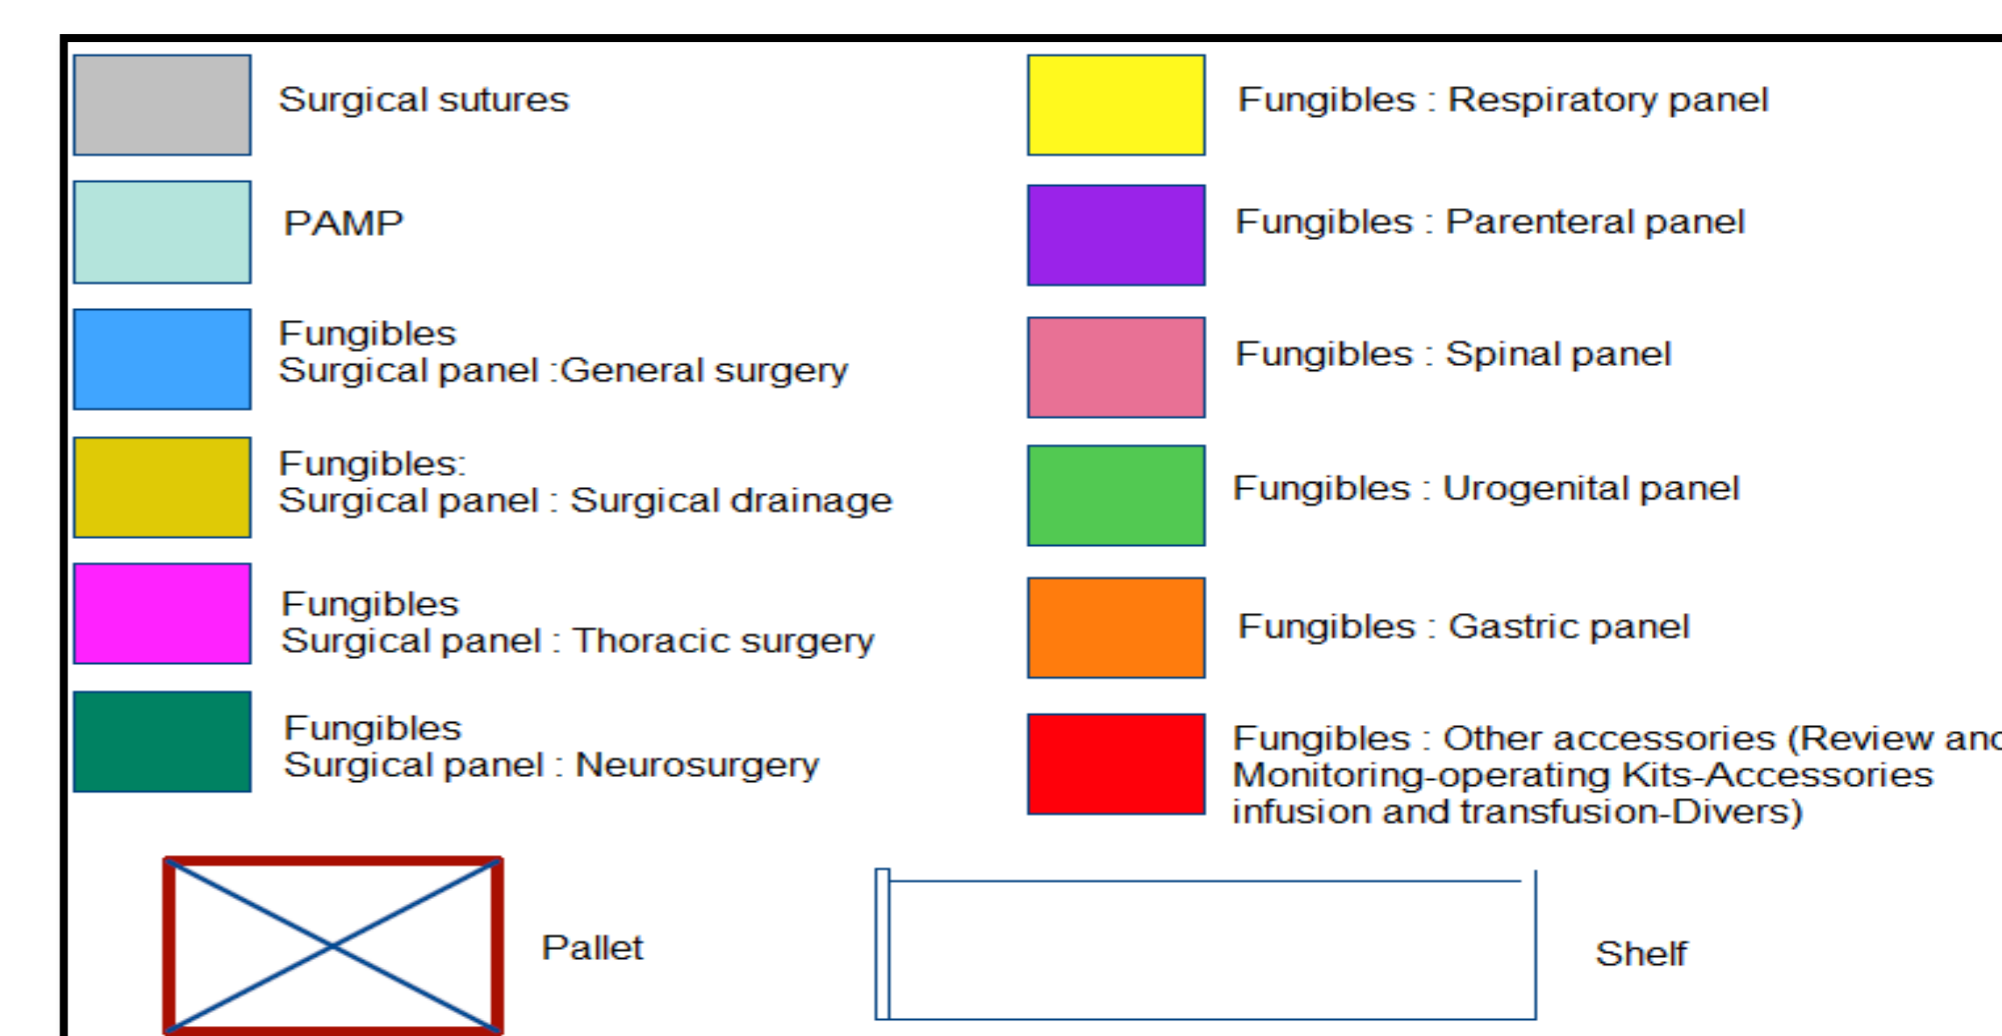 Surgical sutures
PAMP
Fungibles
Surgical panel :General surgery
Fungibles:
Surgical panel : Surgical drainage
Fungibles
Surgical panel : Thoracic surgery
Fungibles
Surgical panel : Neurosurgery
Fungibles : Respiratory panel
Fungibles : Parenteral panel
Fungibles : Spinal panel
Fungibles : Urogenital panel
Fungibles : Gastric panel
Fungibles : Other accessories (Review and
Monitoring-operating Kits-Accessories
infusion and transfusion-Divers)
Pallet
Shelf